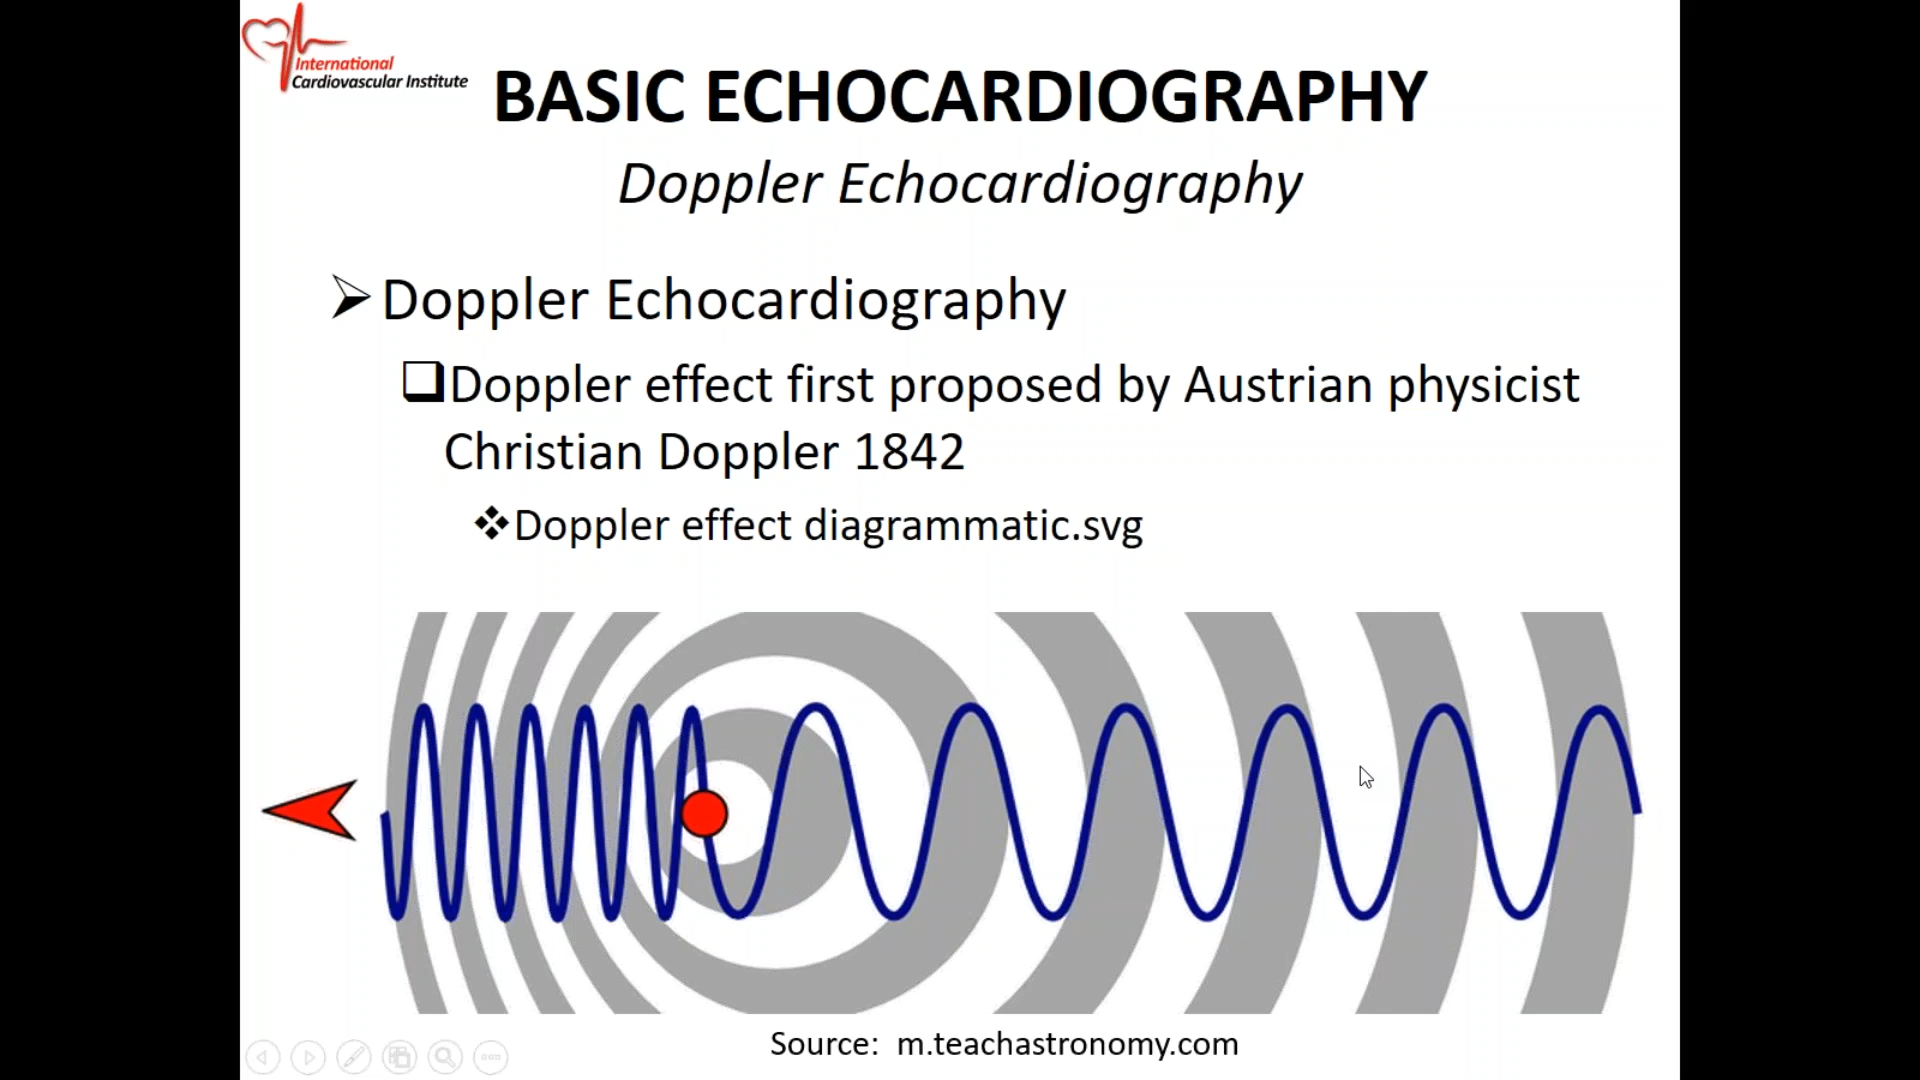 International
Cardiovascular Institute
BASIC ECHOCARDIOGRAPHY
Doppler Echocardiography
Doppler Echocardiography
Doppler effect first proposed by Austrian physicist
Christian Doppler 1842
Doppler effect diagrammatic.svg
Source: m.teachastronomy.com